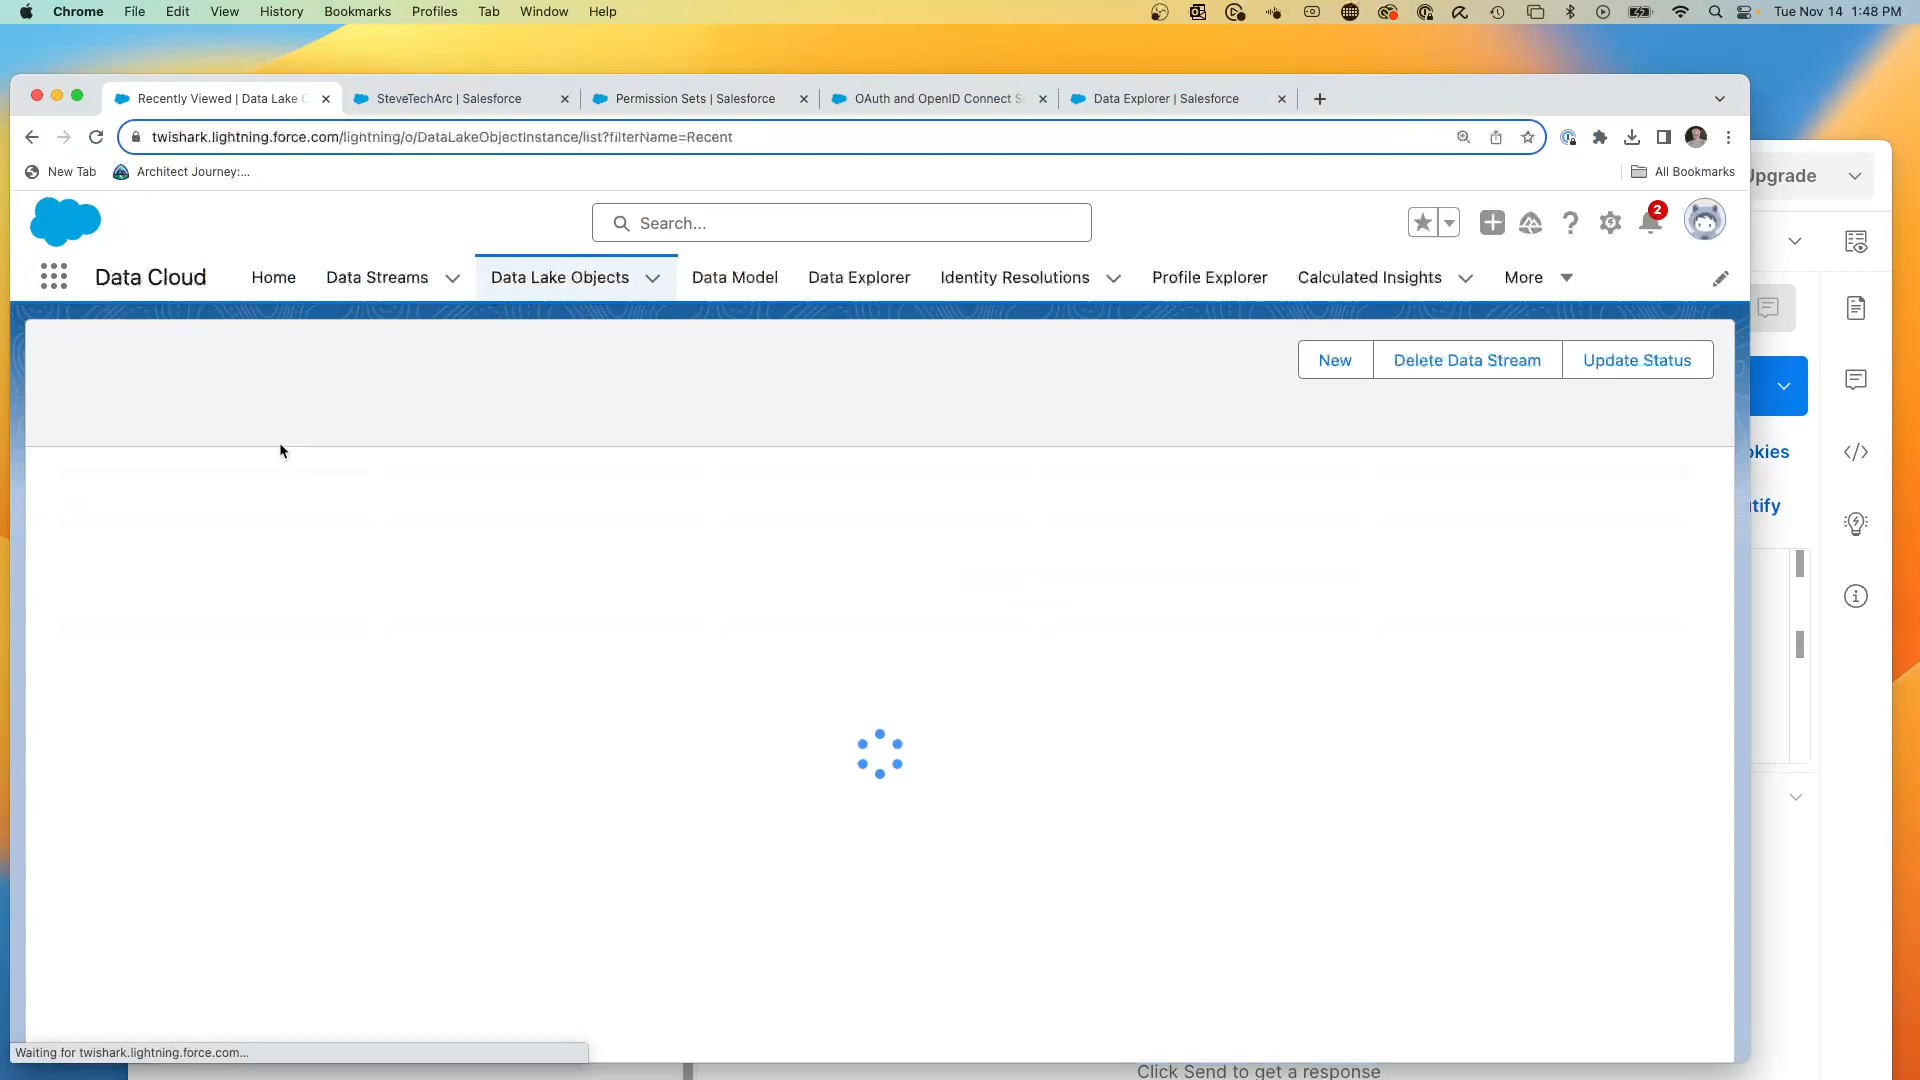 Chrome File Edit View History Bookmarks Profiles Tab Window Help Tue Nov 14 1:48 PM
Recently Viewed | Data Lake SteveTechArc | Salesforce Permission Sets | Salesforce OAuth and OpenID Connect S Data Explorer | Salesforce
twishark.lightning.force.com/lightning/o/DataLakeObjectInstance/list?filterName=Recent
New Tab Architect Journey:... All Bookmarks
Upgrade
Search... 2
Data Cloud Home Data Streams Data Lake Objects Data Model Data Explorer Identity Resolutions Profile Explorer Calculated Insights More
New Delete Data Stream Update Status
okies
tify
Waiting for twishark.lightning.force.com...
Click Send to get a response